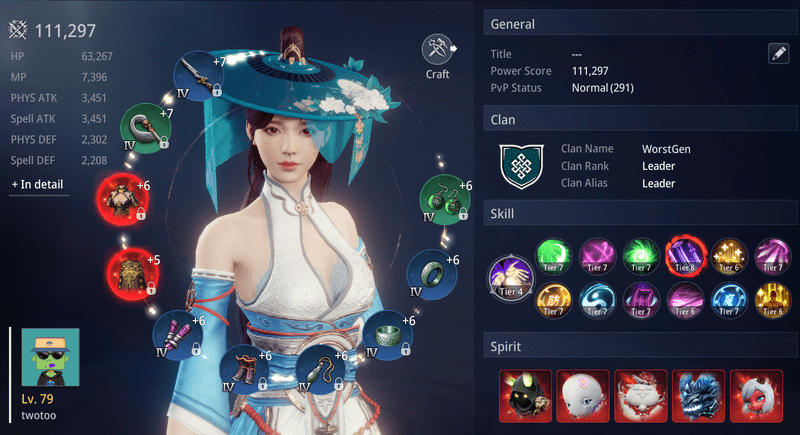 111,297
HP 63,267
MP 7,396
PHYS ATK 3,451
Spell ATK 3,451
PHYS DEF 2,302
Spell DEF 2,208
+ In detail
+7
IV
+7
IV
+6
+5
+6
IV
+6
IV
+6
IV
+6
IV
IV
+6
IV
Craft
Lv. 79
twotoo
General
Title ---
Power Score 111,297
PvP Status Normal (291)
Clan
Clan Name WorstGen
Clan Rank Leader
Clan Alias Leader
Skill
Tier 4
Tier 7
Tier 7
Tier 7
Tier 8
Tier 6
Tier 7
Tier 7
Tier 7
Tier 7
Tier 6
Tier 7
Tier 6
Spirit